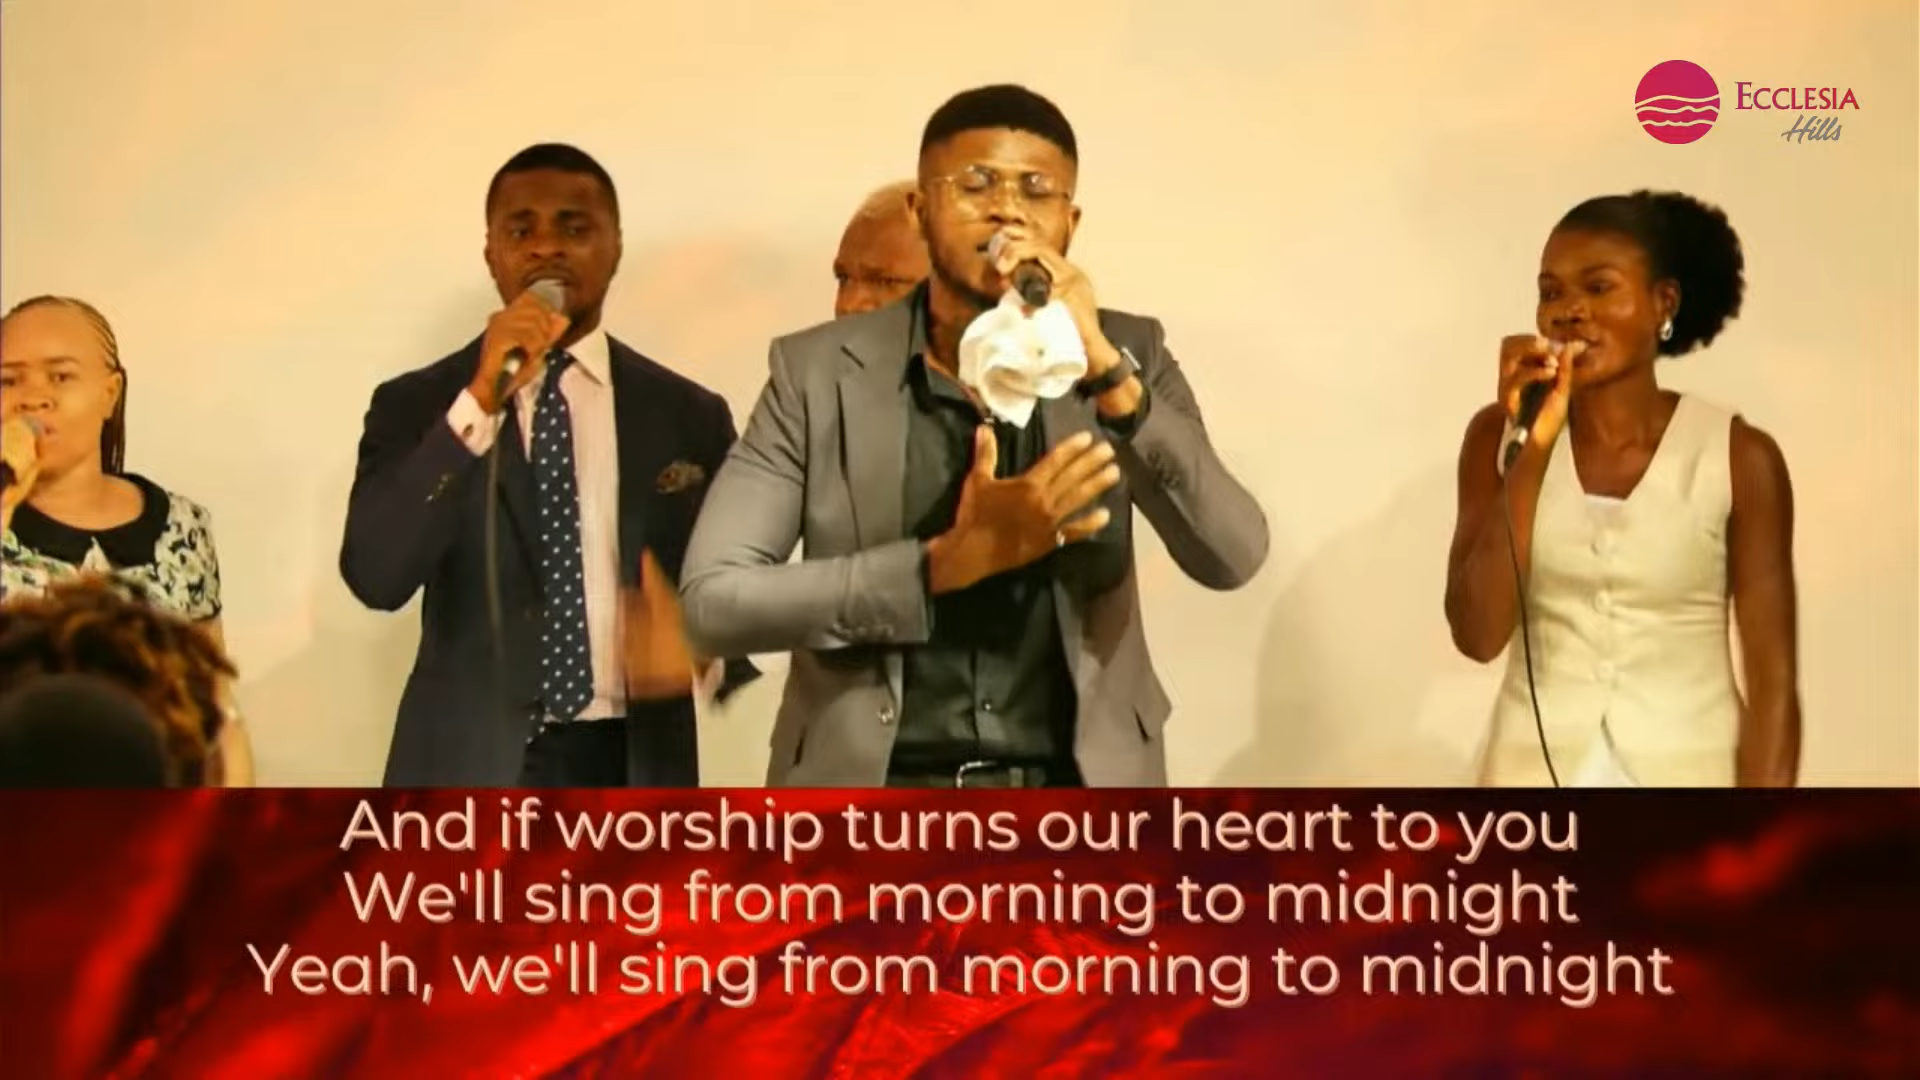 ECCLESIA
Hills
And if worship turns our heart to you
We'll sing from morning to midnight
Yeah, we'll sing from morning to midnight